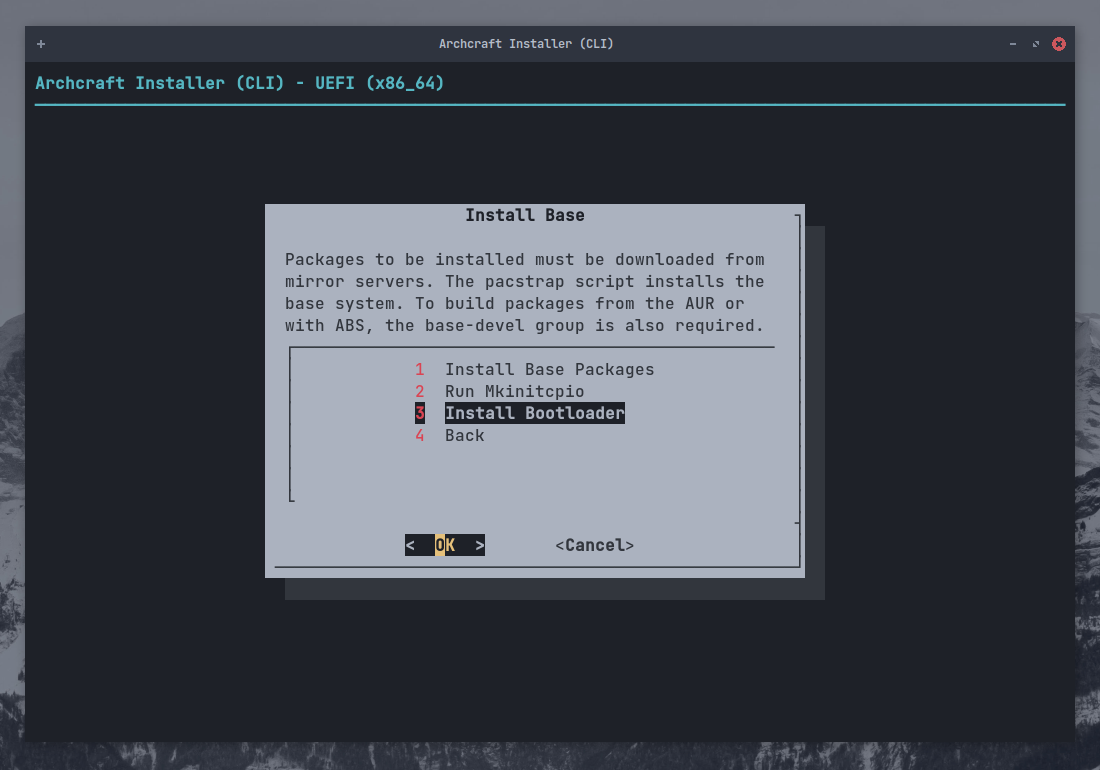 Archcraft Installer (CLI)
Archcraft Installer (CLI) - UEFI (x86_64)
Install Base
Packages to be installed must be downloaded from
mirror servers. The pacstrap script installs the
base system. To build packages from the AUR or
with ABS, the base-devel group is also required.
1 Install Base Packages
2 Run Mkinitcpio
3 Install Bootloader
4 Back
< OK > <Cancel>